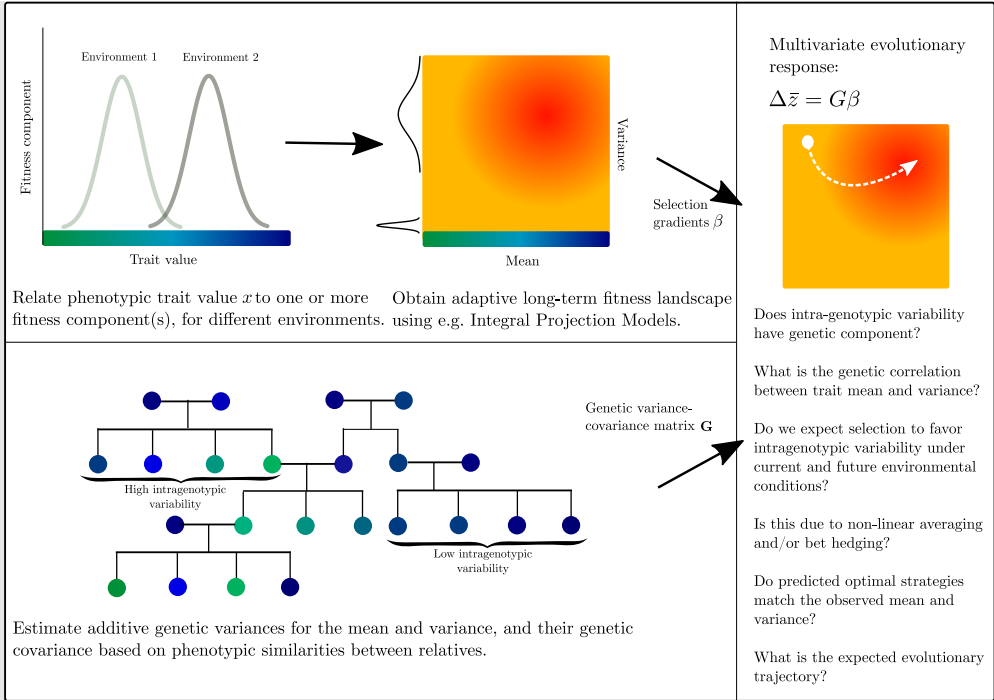 Environment 1
Environment 2
Fitness component
Trait value
Relate phenotypic trait value x to one or more
fitness component(s), for different environments.
Variance
Mean
Obtain adaptive long-term fitness landscape
using e.g. Integral Projection Models.
Selection
gradients β
High intragenotypic
variability
Low intragenotypic
variability
Genetic variance-
covariance matrix G
Estimate additive genetic variances for the mean and variance, and their genetic
covariance based on phenotypic similarities between relatives.
Multivariate evolutionary
response:
Δz̄ = Gβ
Does intra-genotypic variability
have genetic component?
What is the genetic correlation
between trait mean and variance?
Do we expect selection to favor
intragenotypic variability under
current and future environmental
conditions?
Is this due to non-linear averaging
and/or bet hedging?
Do predicted optimal strategies
match the observed mean and
variance?
What is the expected evolutionary
trajectory?